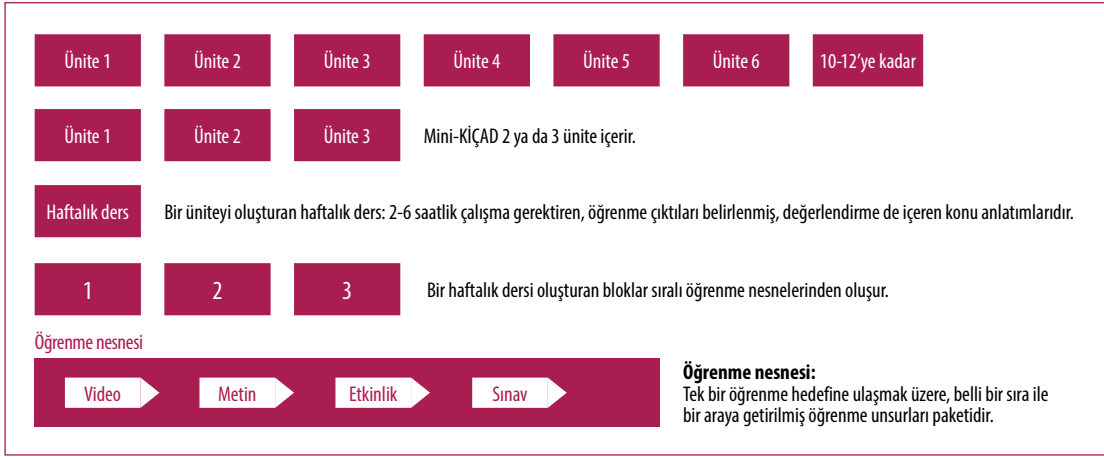 Ünite 1 Ünite 2 Ünite 3 Ünite 4 Ünite 5 Ünite 6 10-12’ye kadar
Ünite 1 Ünite 2 Ünite 3 Mini-KİÇAD 2 ya da 3 ünite içerir.
Haftalık ders Bir üniteyi oluşturan haftalık ders: 2-6 saatlik çalışma gerektiren, öğrenme çıktıları belirlenmiş, değerlendirme de içeren konu anlatımlarıdır.
1 2 3 Bir haftalık dersi oluşturan bloklar sıralı öğrenme nesnelerinden oluşur.
Öğrenme nesnesi
Video Metin Etkinlik Sınav
Öğrenme nesnesi:
Tek bir öğrenme hedefine ulaşmak üzere, belli bir sıra ile
bir araya getirilmiş öğrenme unsurları paketidir.